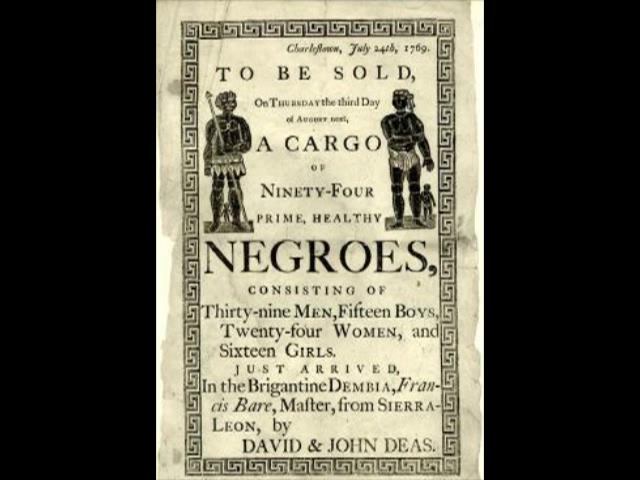 Charlestown, July 24th, 1769.
TO BE SOLD,
On THURSDAY the third Day
of AUGUST next,
A CARGO
OF
NINETY-FOUR
PRIME, HEALTHY
NEGROES,
CONSISTING OF
Thirty-nine MEN, Fifteen BOYS,
Twenty-four WOMEN, and
Sixteen GIRLS.
JUST ARRIVED,
In the Brigantine DEMBIA, Fran-
cis Bare, Maſter, from SIERRA-
LEON, by
DAVID & JOHN DEAS.